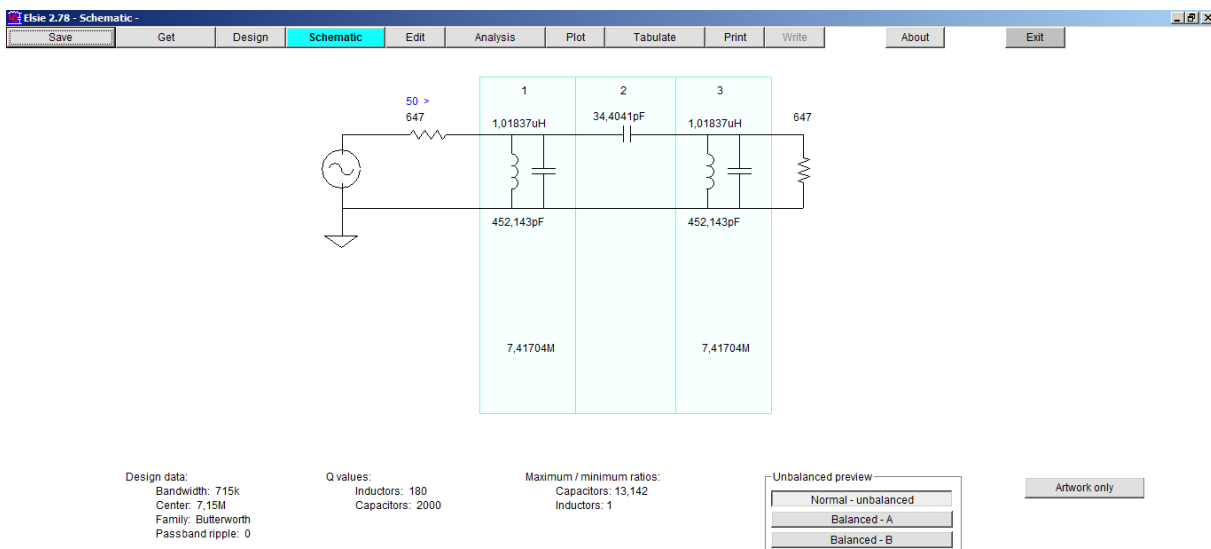 Elsie 2.78 - Schematic -
Save Get Design Schematic Edit Analysis Plot Tabulate Print Write About Exit
1 2 3
50 >
647 34,4041pF 647
1,01837uH 1,01837uH
452,143pF 452,143pF
7,41704M 7,41704M
Design data: Q values: Maximum / minimum ratios: Unbalanced preview
Bandwidth: 715k Inductors: 180 Capacitors: 13,142 Artwork only
Center: 7,15M Capacitors: 2000 Inductors: 1 Normal - unbalanced
Family: Butterworth Balanced - A
Passband ripple: 0 Balanced - B